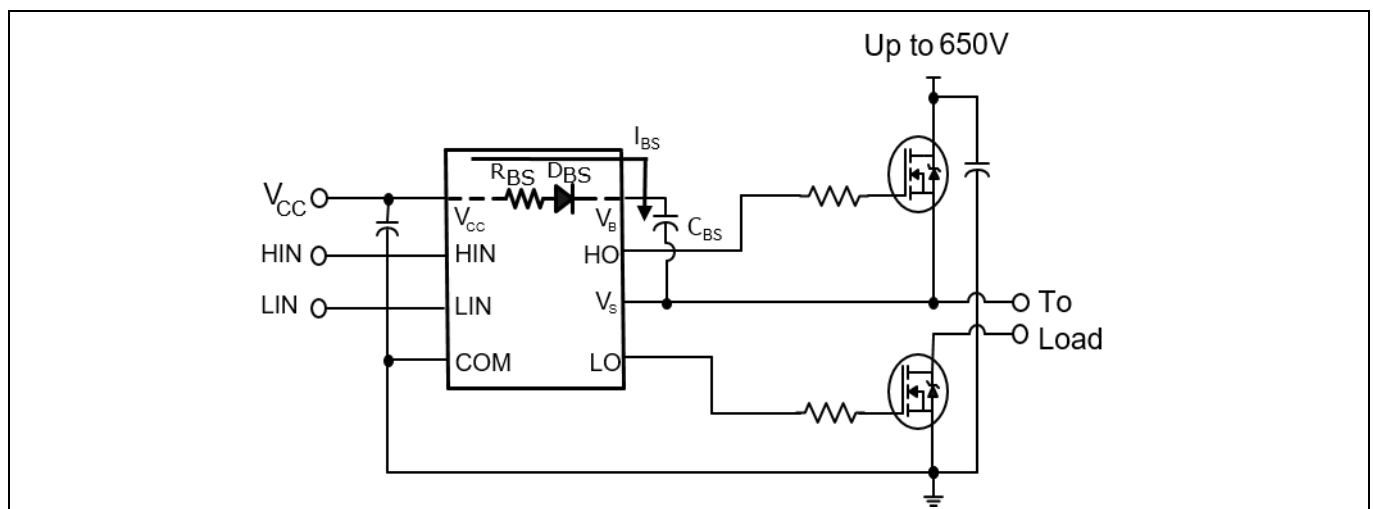 Up to 650V
I_BS
R_BS D_BS
V_CC
V_CC
V_B
C_BS
HIN
HIN
HO
LIN
LIN
V_S
To
Load
COM
LO